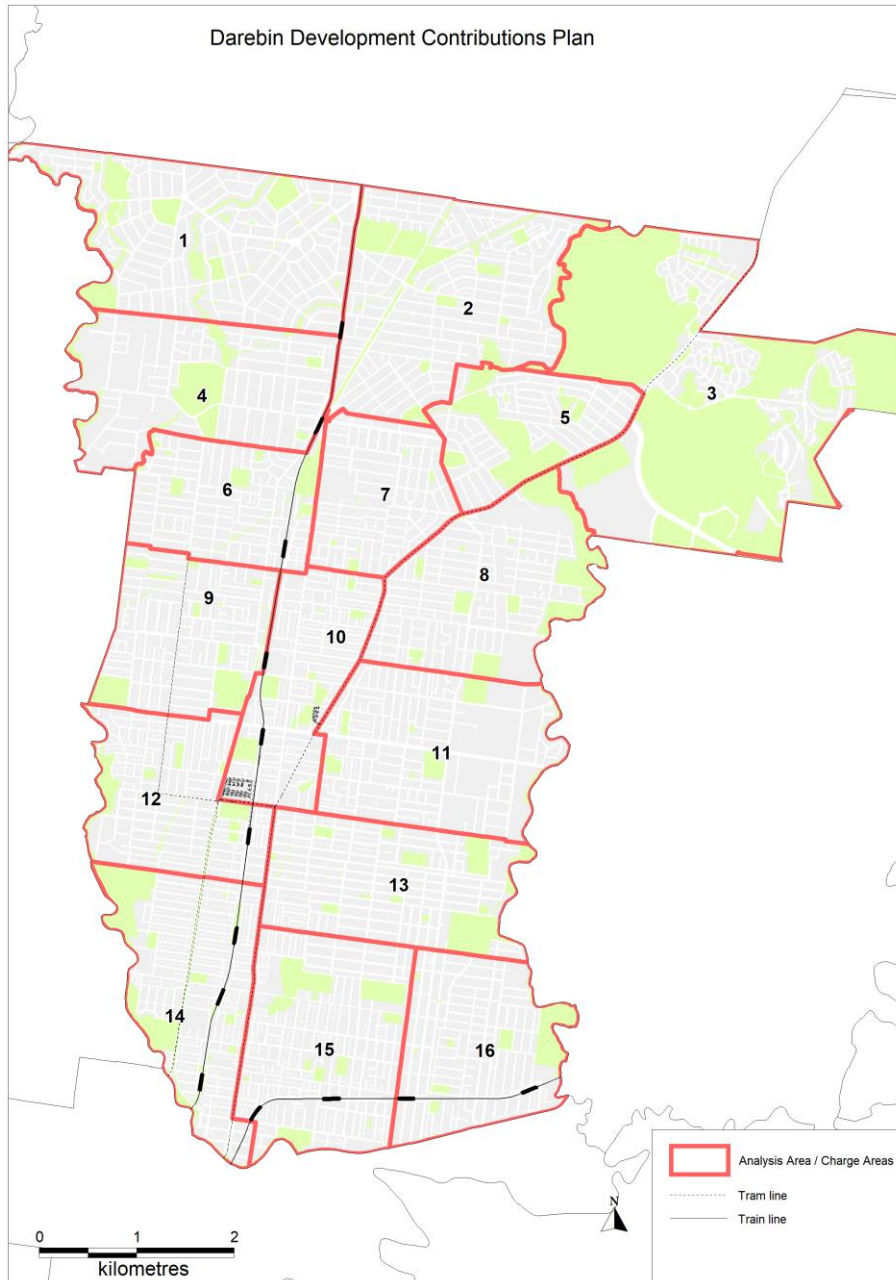 Darebin Development Contributions Plan
1
2
3
4
5
6
7
8
9
10
11
12
13
14
15
16
Analysis Area / Charge Areas
Tram line
Train line
N
0 1 2
kilometres